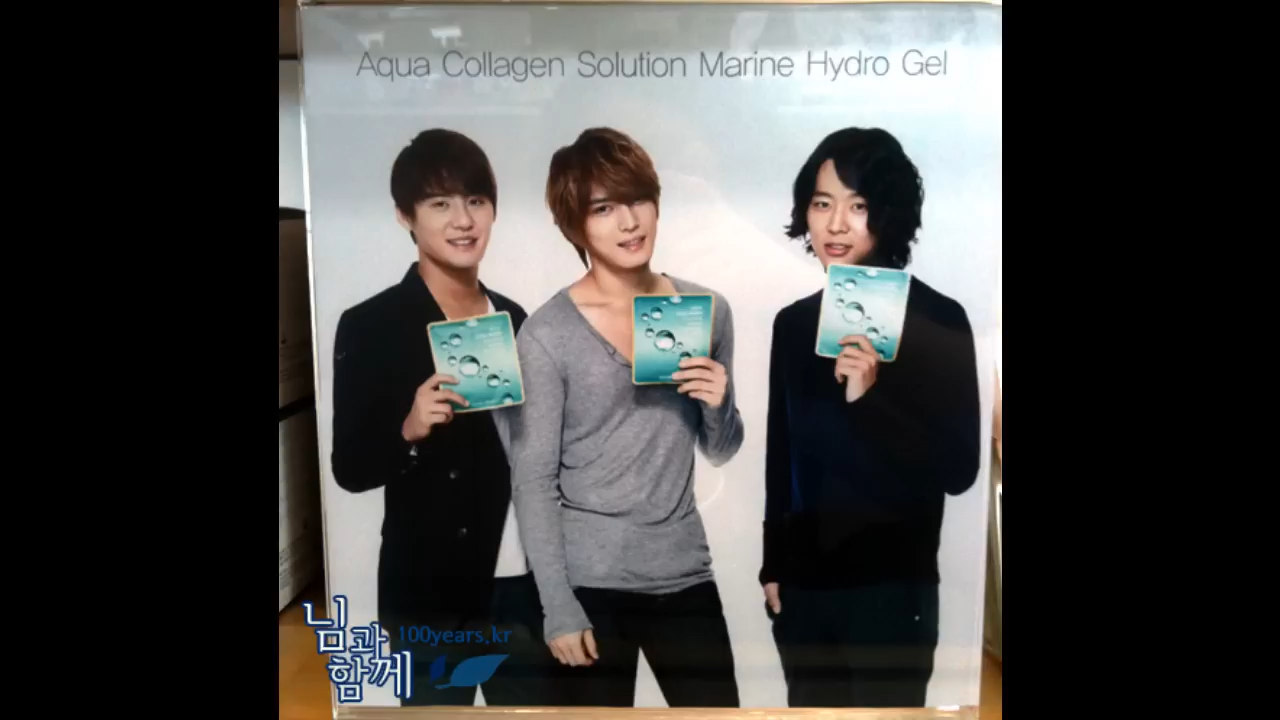 Aqua Collagen Solution Marine Hydro Gel
님과 100years.kr
함께